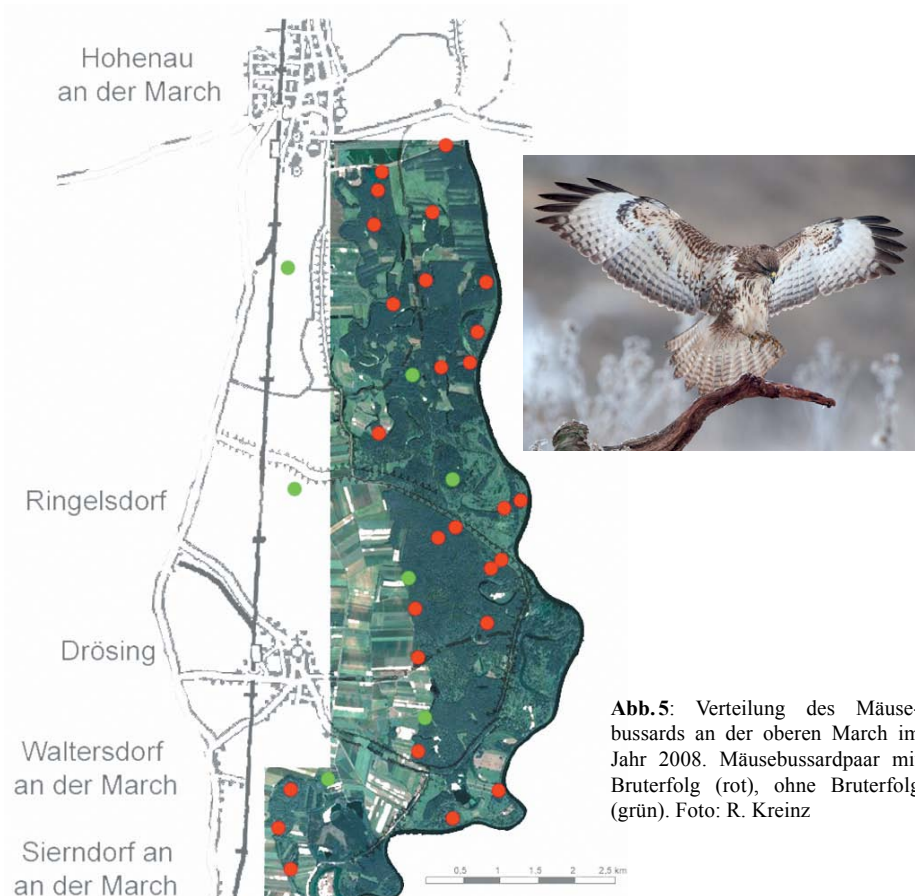 Hohenau
an der March
Ringelsdorf
Drösing
Waltersdorf
an der March
Sierndorf an
an der March
0,5 1 1,5 2 2,5 km
Abb. 5: Verteilung des Mäuse-
bussards an der oberen March im
Jahr 2008. Mäusebussardpaar mit
Bruterfolg (rot), ohne Bruterfolg
(grün). Foto: R. Kreinz